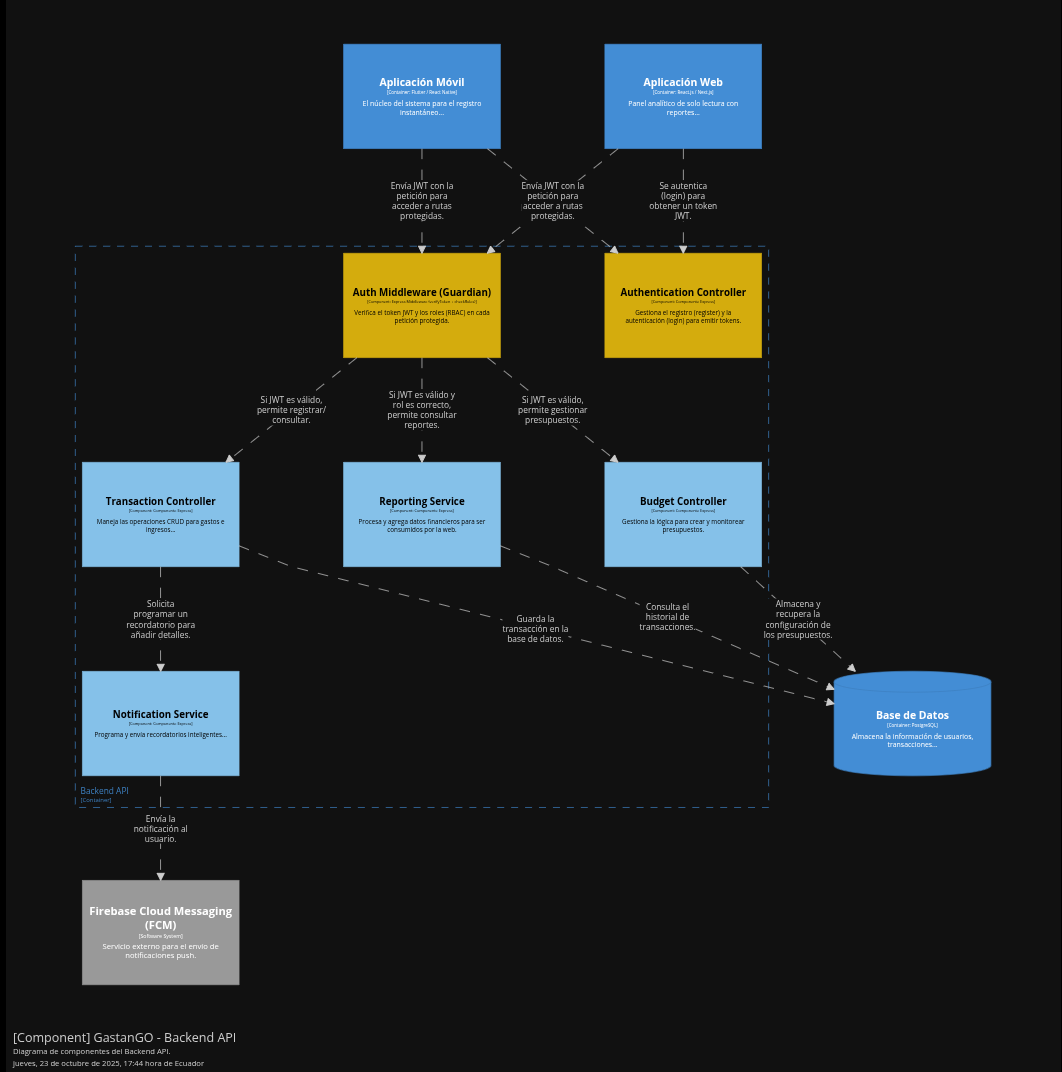 Aplicación Móvil
[Container: Flutter / React Native]
El núcleo del sistema para el registro
instantáneo...
Aplicación Web
[Container: React.js / Next.js]
Panel analítico de solo lectura con
reportes...
Envía JWT con la
petición para
acceder a rutas
protegidas.
Envía JWT con la
petición para
acceder a rutas
protegidas.
Se autentica
(login) para
obtener un token
JWT.
Auth Middleware (Guardian)
Verifica el token JWT y los roles (RBAC) en cada
petición protegida.
Authentication Controller
[Component: Componente Express]
Gestiona el registro (register) y la
autenticación (login) para emitir tokens.
Si JWT es válido,
permite registrar/
consultar.
Si JWT es válido y
rol es correcto,
permite consultar
reportes.
Si JWT es válido,
permite gestionar
presupuestos.
Transaction Controller
[Component: Componente Express]
Maneja las operaciones CRUD para gastos e
ingresos...
Reporting Service
[Component: Componente Express]
Procesa y agrega datos financieros para ser
consumidos por la web.
Budget Controller
[Component: Componente Express]
Gestiona la lógica para crear y monitorear
presupuestos.
Solicita
programar un
recordatorio para
añadir detalles.
Guarda la
transacción en la
base de datos.
Consulta el
historial de
transacciones.
Almacena y
recupera la
configuración de
los presupuestos.
Notification Service
[Component: Componente Express]
Programa y envía recordatorios inteligentes...
Base de Datos
[Container: PostgreSQL]
Almacena la información de usuarios,
transacciones...
Backend API
[Container]
Envía la
notificación al
usuario.
Firebase Cloud Messaging
(FCM)
[Software System]
Servicio externo para el envío de
notificaciones push.
[Component] GastanGO - Backend API
Diagrama de componentes del Backend API.
jueves, 23 de octubre de 2025, 17:44 hora de Ecuador